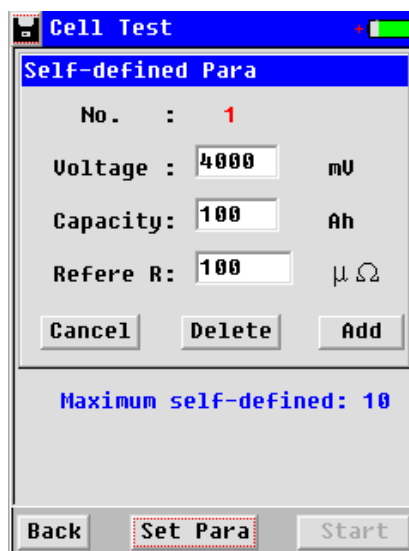 Cell Test
+
Self-defined Para
No. : 1
Voltage : 4000 mV
Capacity: 100 Ah
Refere R: 100 μΩ
Cancel Delete Add
Maximum self-defined: 10
Back Set Para Start